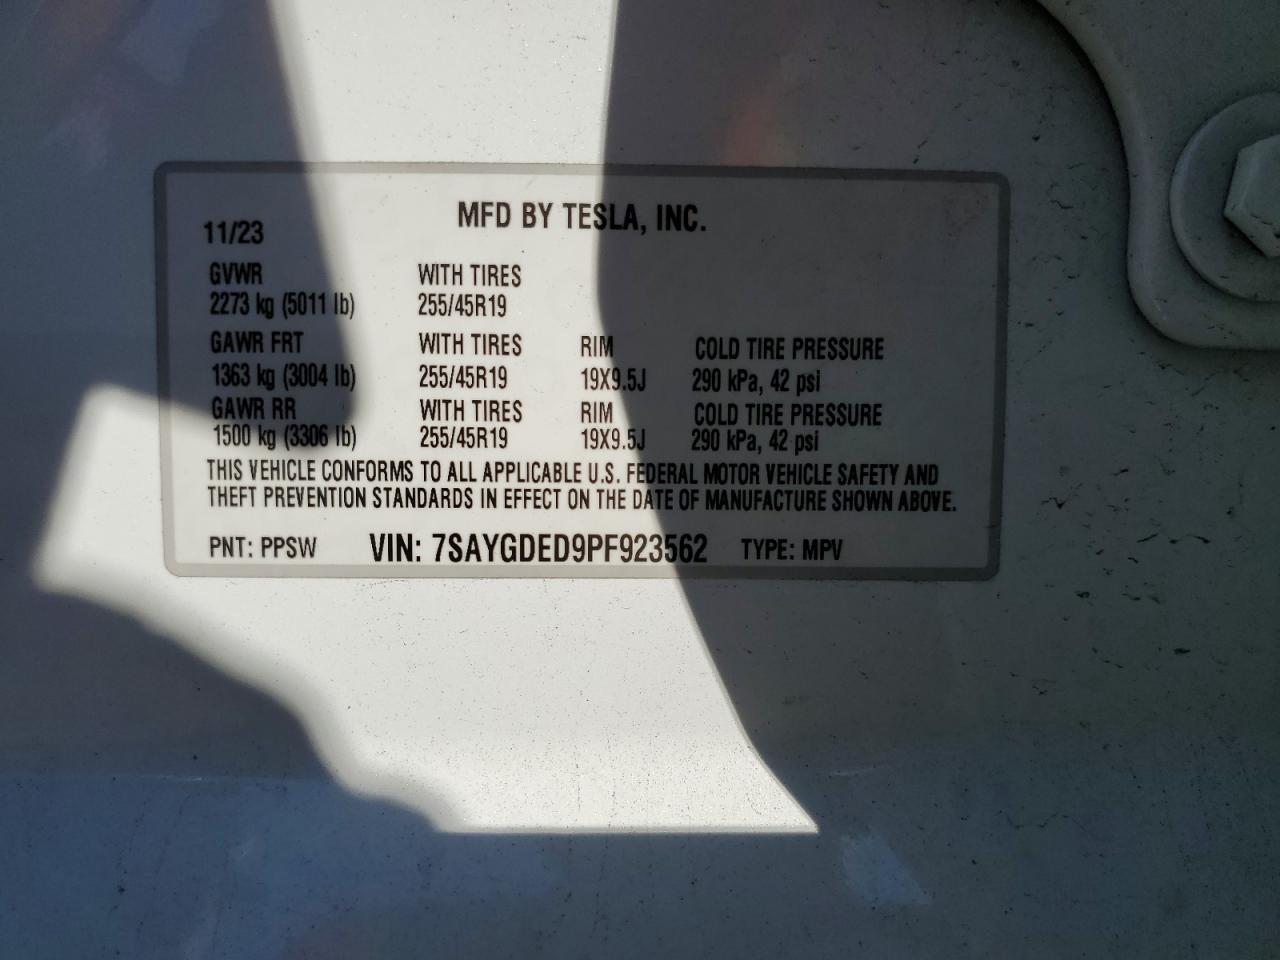 MFD BY TESLA, INC.
11/23
GVWR WITH TIRES
2273 kg (5011 lb) 255/45R19
GAWR FRT WITH TIRES RIM COLD TIRE PRESSURE
1363 kg (3004 lb) 255/45R19 19X9.5J 290 kPa, 42 psi
GAWR RR WITH TIRES RIM COLD TIRE PRESSURE
1500 kg (3306 lb) 255/45R19 19X9.5J 290 kPa, 42 psi
THIS VEHICLE CONFORMS TO ALL APPLICABLE U.S. FEDERAL MOTOR VEHICLE SAFETY AND
THEFT PREVENTION STANDARDS IN EFFECT ON THE DATE OF MANUFACTURE SHOWN ABOVE.
PNT: PPSW VIN: 7SAYGDED9PF923562 TYPE: MPV